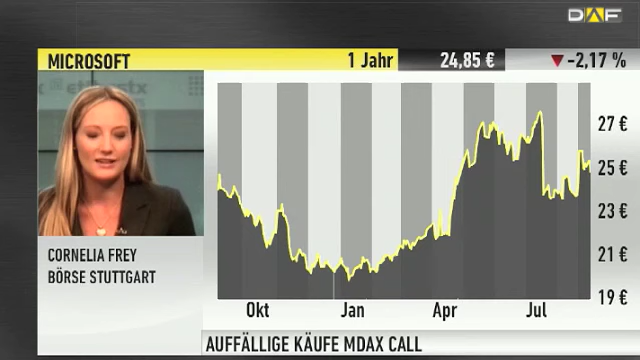 DAF
MICROSOFT 1 Jahr 24,85 € -2,17 %
27 €
25 €
23 €
21 €
19 €
Okt Jan Apr Jul
CORNELIA FREY
BÖRSE STUTTGART
AUFFÄLLIGE KÄUFE MDAX CALL